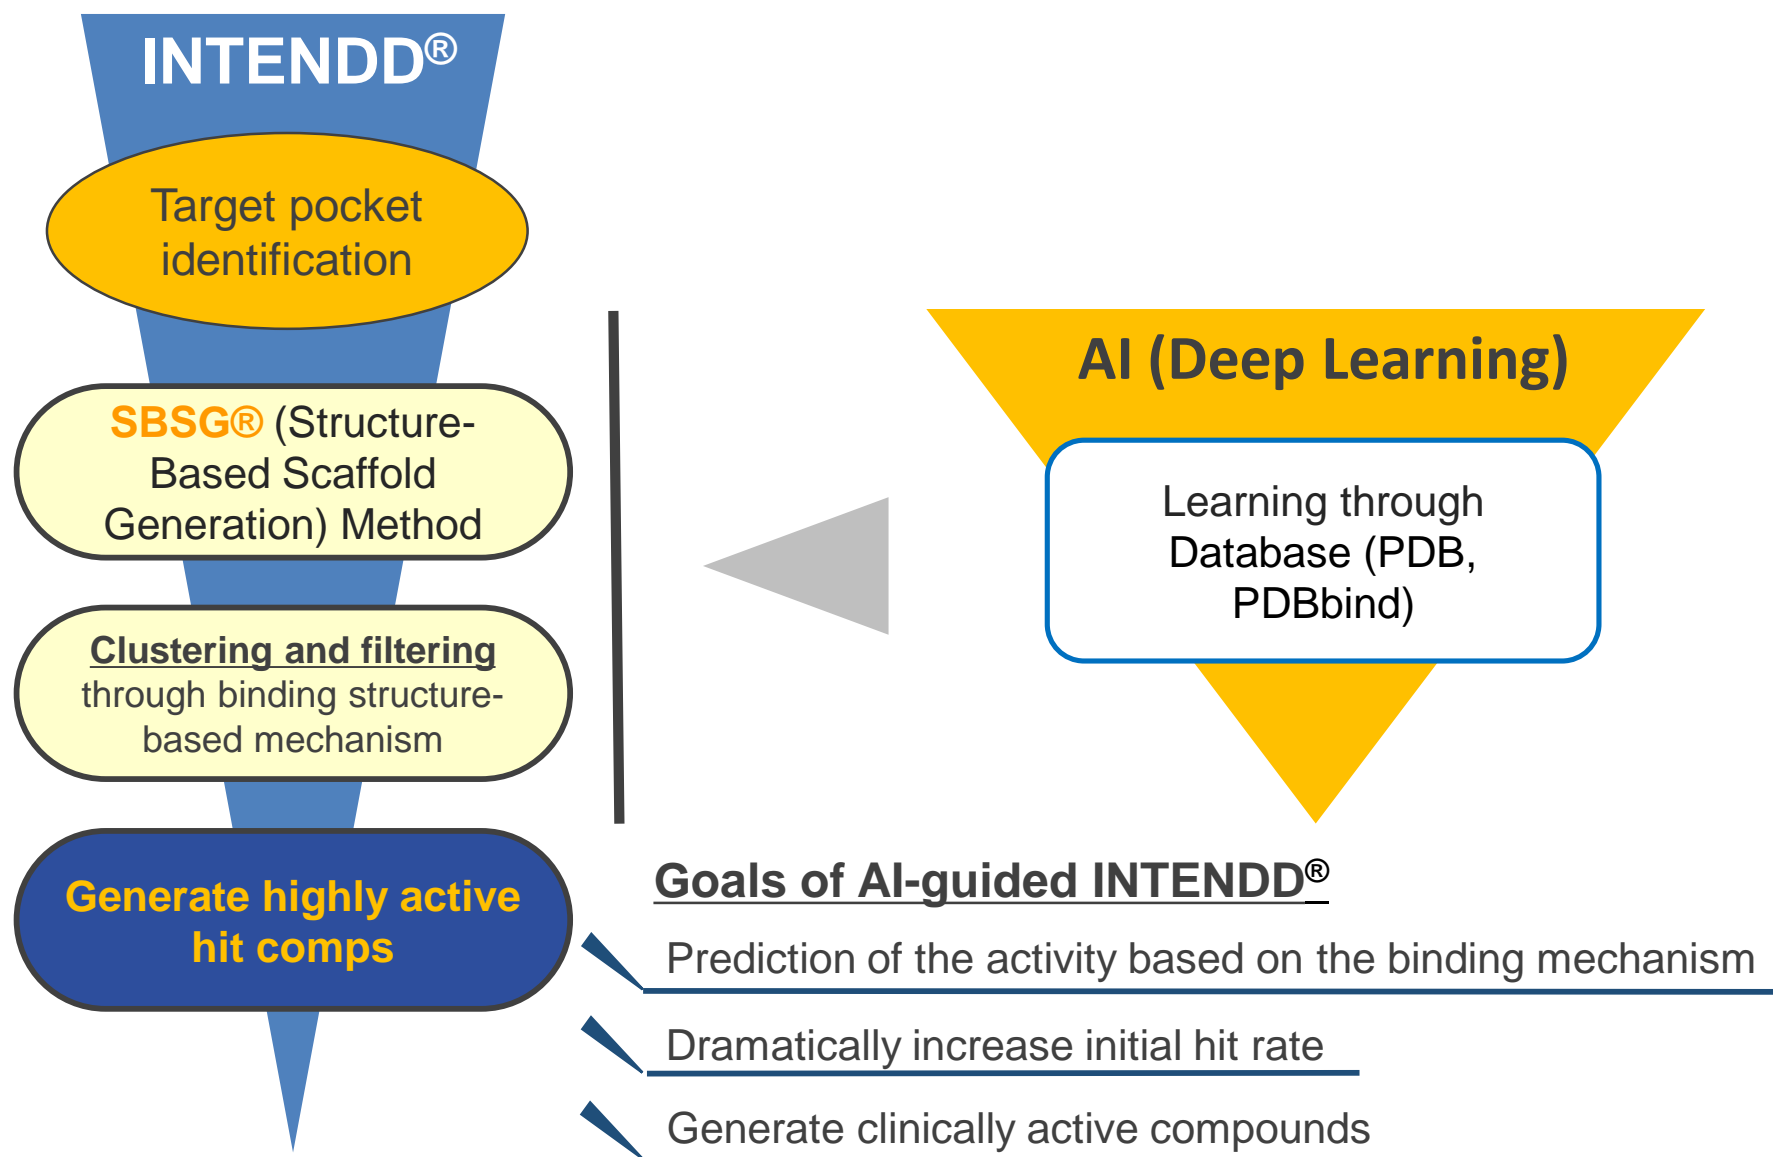 INTENDD®
Target pocket
identification
SBSG® (Structure-
Based Scaffold
Generation) Method
Clustering and filtering
through binding structure-
based mechanism
Generate highly active
hit comps
AI (Deep Learning)
Learning through
Database (PDB,
PDBbind)
Goals of AI-guided INTENDD®
Prediction of the activity based on the binding mechanism
Dramatically increase initial hit rate
Generate clinically active compounds